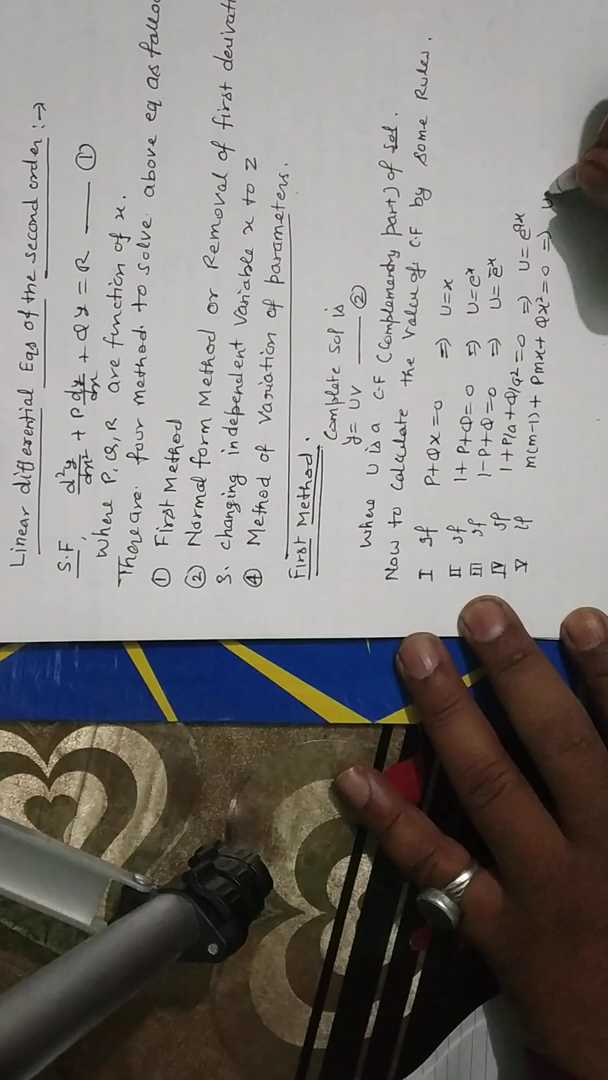 Linear differential Eqs of the second order :→
S.F, d²y/dx² + P dy/dx + Q y = R —— ①
Where P, Q, R are function of x.
There are four method to solve above eq as
① First Method
② Normal form Method or Removal of first
3. changing independent Variable x to z
④ Method of Variation of parameters.
First Method.
Complete sol is
y = UV —— ②
Where U is a C.F (Complementry part) of sol.
Now to Calculate the Value of C.F by some Rules.
I If P+Qx=0 ⇒ U=x
II If 1+P+Q=0 ⇒ U=eˣ
III If 1-P+Q=0 ⇒ U=e⁻ˣ
IV If 1+P/a+Q/a²=0 ⇒ U=eᵃˣ
V If m(m-1)+Pmx+Qx²=0 ⇒